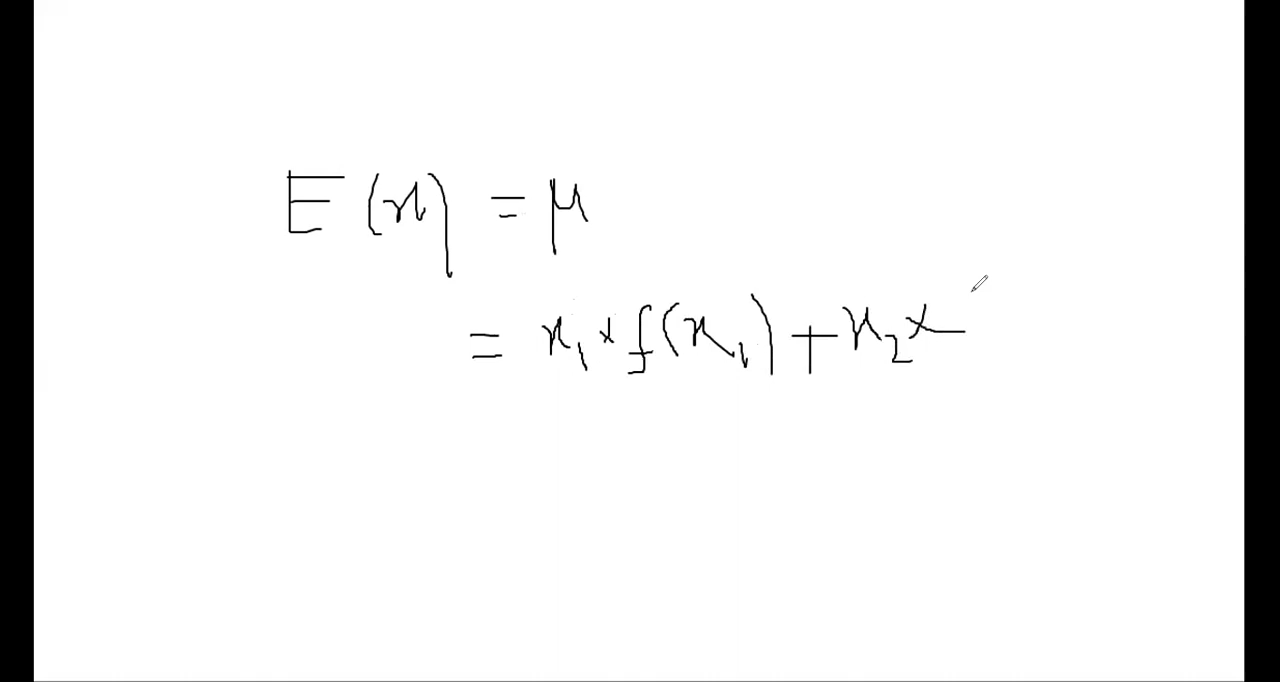 E(x) = μ
= x₁ × f(x₁) + x₂ ×